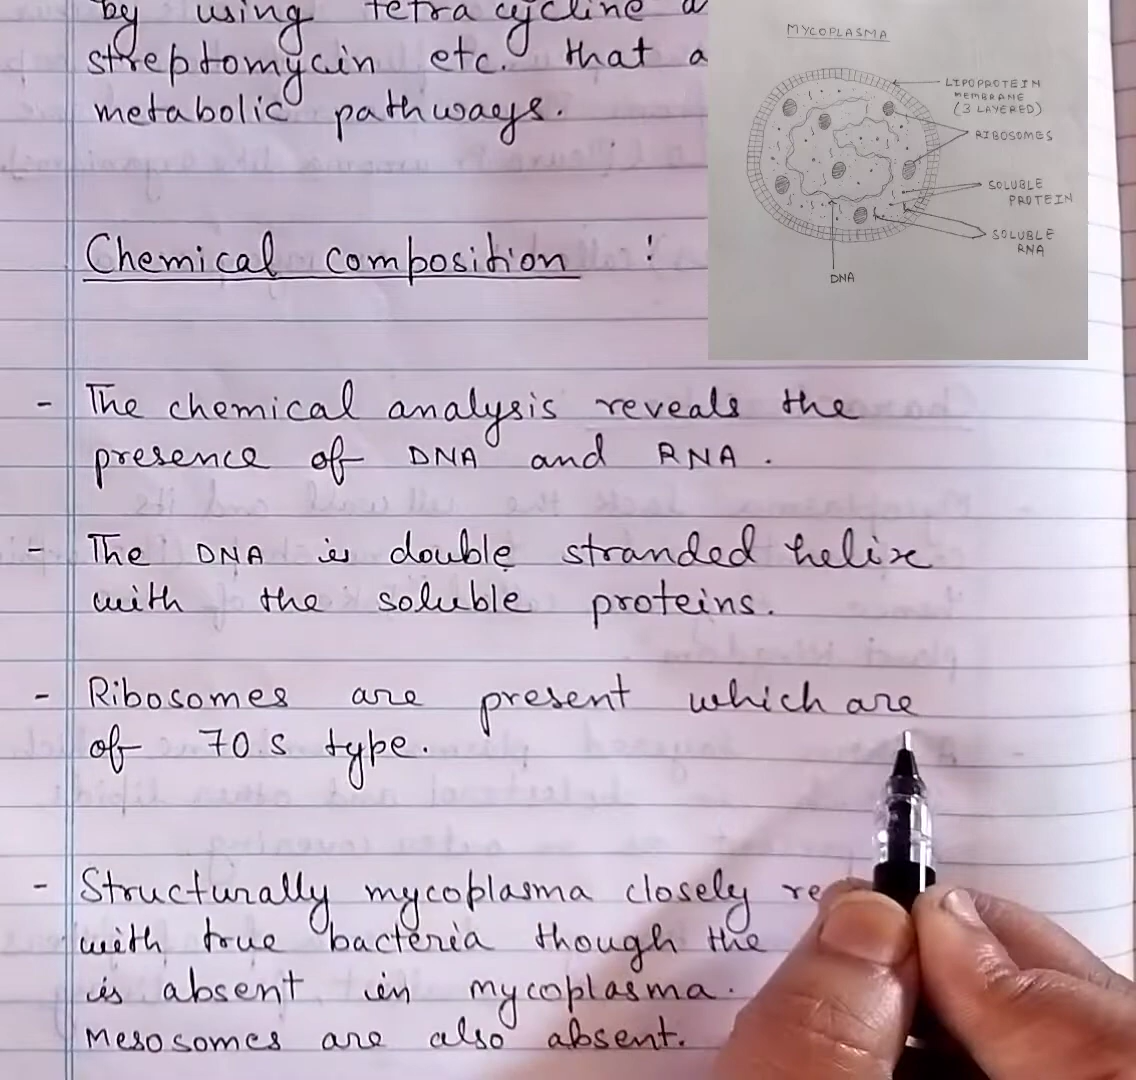 by using tetracycline
streptomycin etc. that a
metabolic pathways.
Chemical composition :
- The chemical analysis reveals the
presence of DNA and RNA.
- The DNA is double stranded helix
with the soluble proteins.
- Ribosomes are present which are
of 70.S type.
- Structurally mycoplasma closely re
with true bacteria though the
is absent in mycoplasma.
Mesosomes are also absent.
MYCOPLASMA
LIPOPROTEIN
MEMBRANE
(3 LAYERED)
RIBOSOMES
SOLUBLE
PROTEIN
SOLUBLE
RNA
DNA